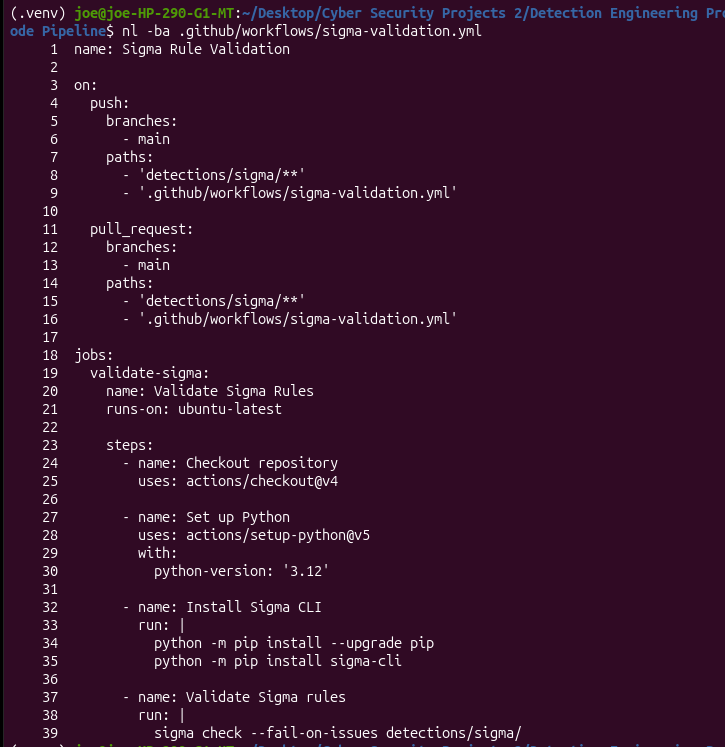 (.venv) joe@joe-HP-290-G1-MT:~/Desktop/Cyber Security Projects 2/Detection Engineering Pro
ode Pipeline$ nl -ba .github/workflows/sigma-validation.yml
     1  name: Sigma Rule Validation
     2
     3  on:
     4    push:
     5      branches:
     6        - main
     7      paths:
     8        - 'detections/sigma/**'
     9        - '.github/workflows/sigma-validation.yml'
    10
    11    pull_request:
    12      branches:
    13        - main
    14      paths:
    15        - 'detections/sigma/**'
    16        - '.github/workflows/sigma-validation.yml'
    17
    18  jobs:
    19    validate-sigma:
    20      name: Validate Sigma Rules
    21      runs-on: ubuntu-latest
    22
    23      steps:
    24        - name: Checkout repository
    25          uses: actions/checkout@v4
    26
    27        - name: Set up Python
    28          uses: actions/setup-python@v5
    29          with:
    30            python-version: '3.12'
    31
    32        - name: Install Sigma CLI
    33          run: |
    34            python -m pip install --upgrade pip
    35            python -m pip install sigma-cli
    36
    37        - name: Validate Sigma rules
    38          run: |
    39            sigma check --fail-on-issues detections/sigma/